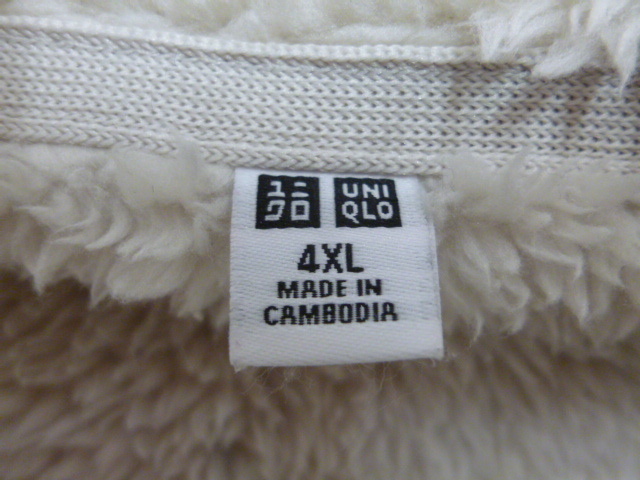 ユニ UNI
クロ QLO
4XL
MADE IN
CAMBODIA